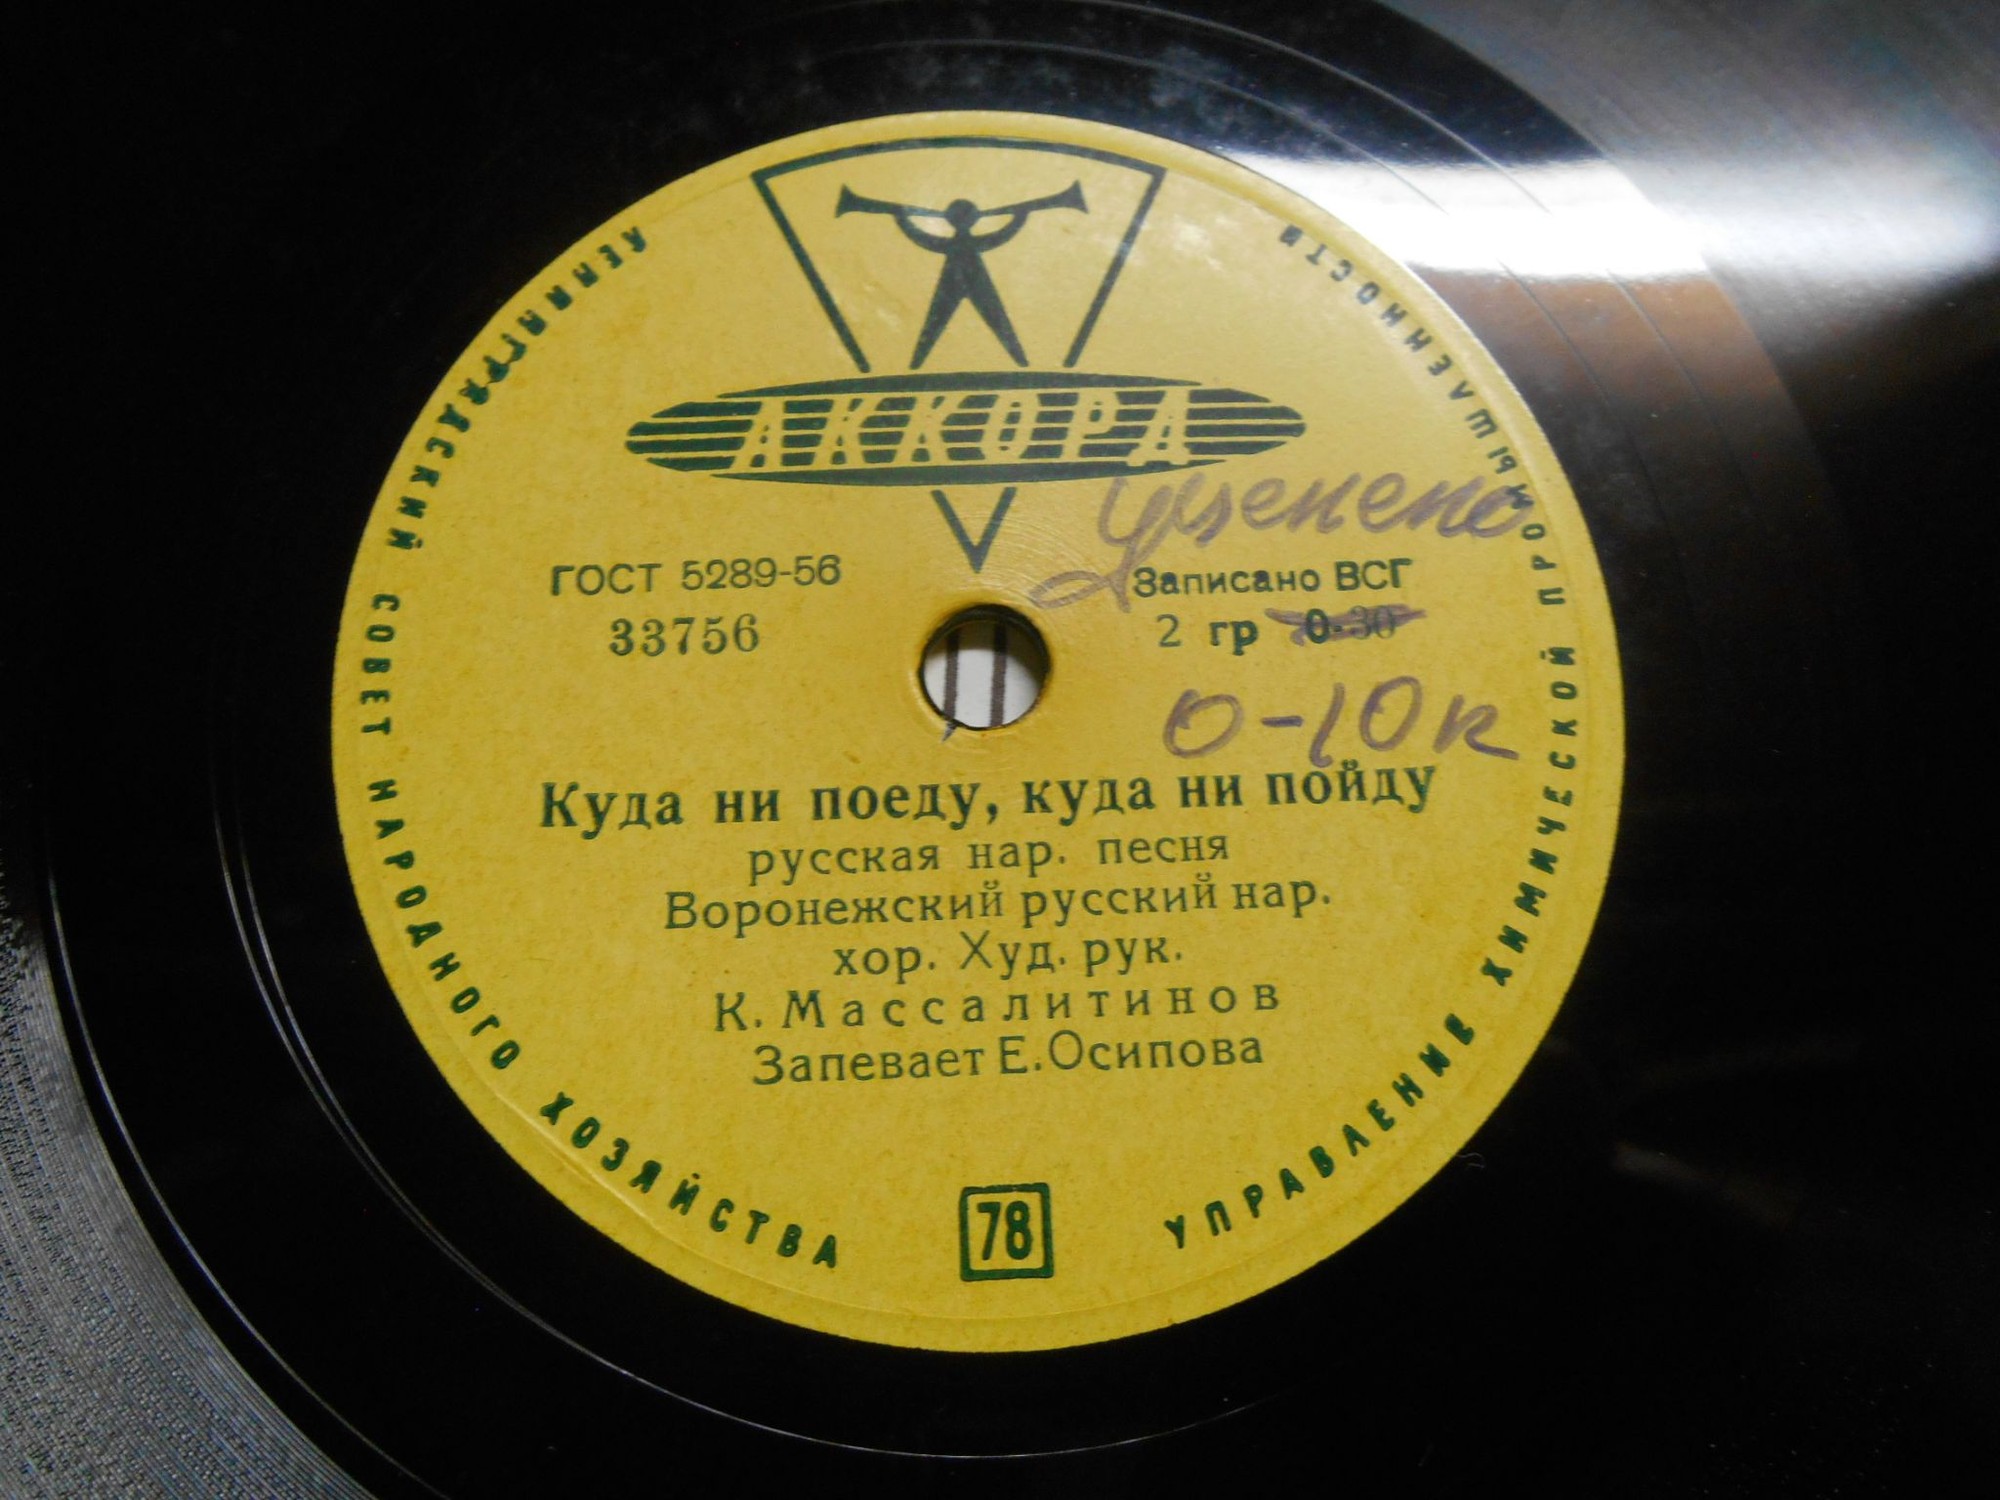 ЛЕНИНГРАДСКИЙ СОВЕТ НАРОДНОГО ХОЗЯЙСТВА
УПРАВЛЕНИЕ ХИМИЧЕСКОЙ ПРОМЫШЛЕННОСТИ
АККОРД
Уценено
ГОСТ 5289-56
Записано ВСГ
33756
2 гр 0-30
0-10к
Куда ни поеду, куда ни пойду
русская нар. песня
Воронежский русский нар.
хор. Худ. рук.
К. Массалитинов
Запевает Е. Осипова
78